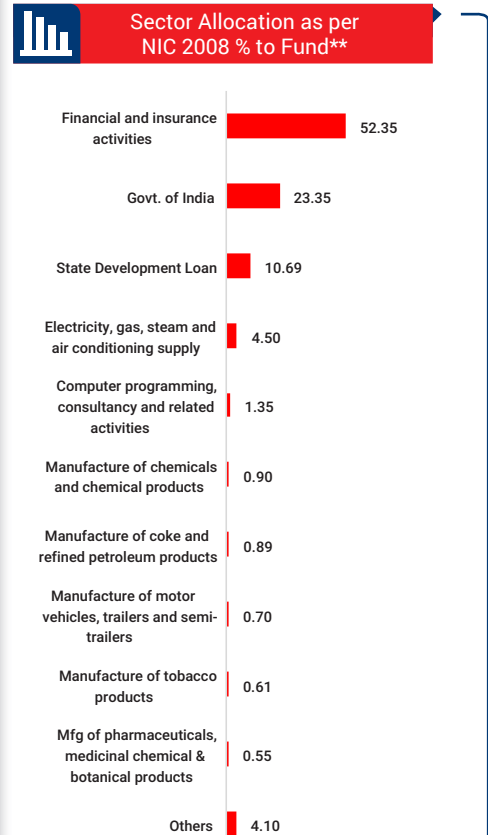 Sector Allocation as per
NIC 2008 % to Fund**
Financial and insurance
activities
52.35
Govt. of India
23.35
State Development Loan
10.69
Electricity, gas, steam and
air conditioning supply
4.50
Computer programming,
consultancy and related
activities
1.35
Manufacture of chemicals
and chemical products
0.90
Manufacture of coke and
refined petroleum products
0.89
Manufacture of motor
vehicles, trailers and semi-
trailers
0.70
Manufacture of tobacco
products
0.61
Mfg of pharmaceuticals,
medicinal chemical &
botanical products
0.55
Others
4.10